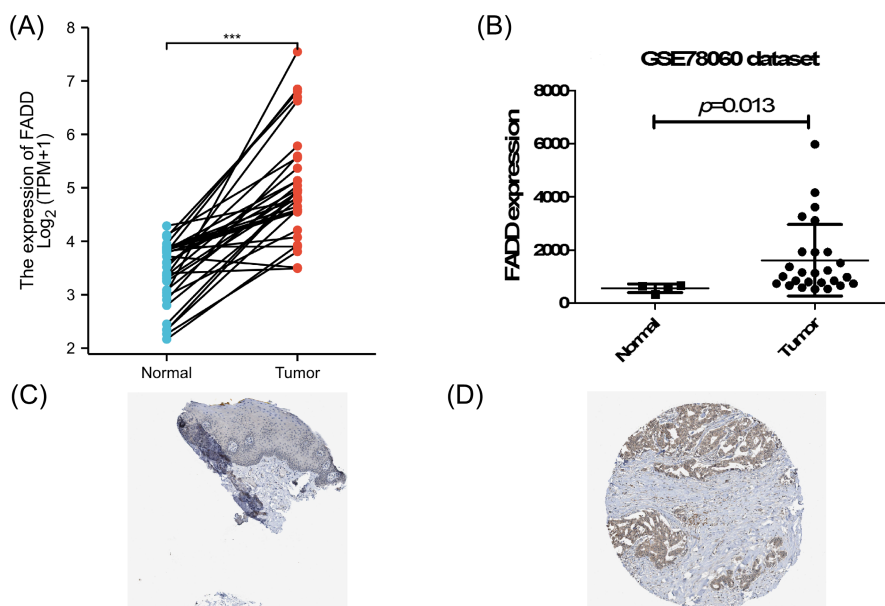 (A)
***
8
7
6
5
4
3
2
The expression of FADD
Log2 (TPM+1)
Normal
Tumor
(B)
GSE78060 dataset
p=0.013
8000
6000
4000
2000
0
FADD expression
Normal
Tumor
(C)
(D)